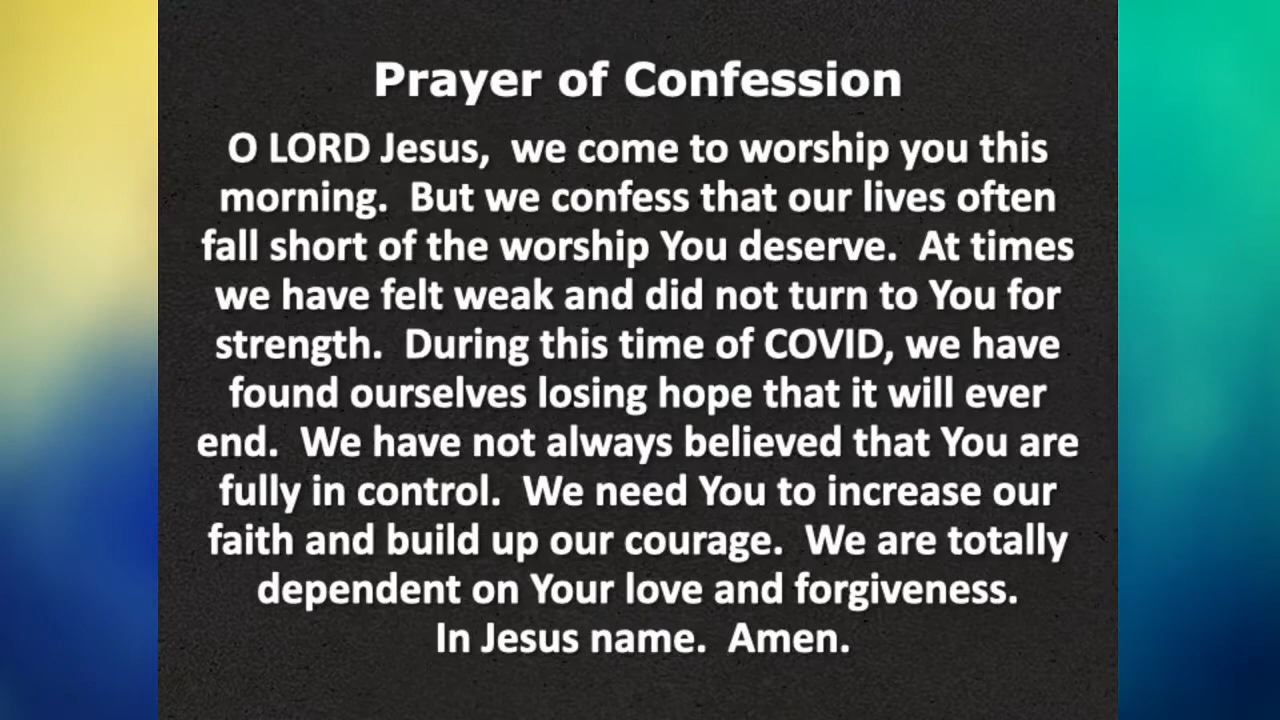 Prayer of Confession
O LORD Jesus,  we come to worship you this
morning.  But we confess that our lives often
fall short of the worship You deserve.  At times
we have felt weak and did not turn to You for
strength.  During this time of COVID, we have
found ourselves losing hope that it will ever
end.  We have not always believed that You are
fully in control.  We need You to increase our
faith and build up our courage.  We are totally
dependent on Your love and forgiveness.
In Jesus name.  Amen.